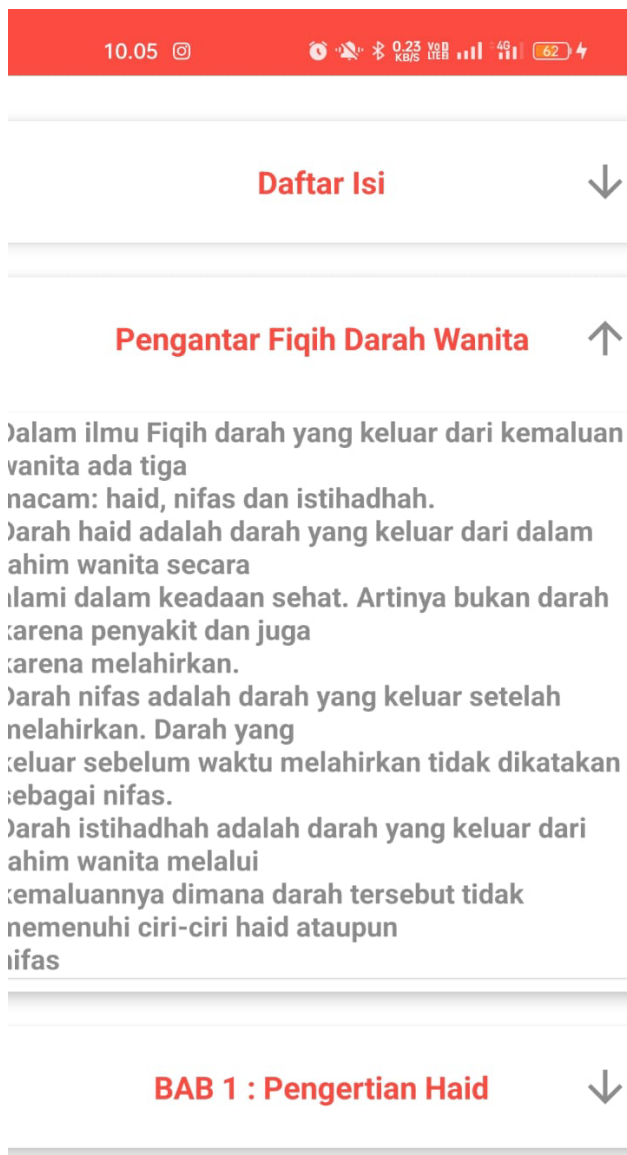 10.05
0.23
KB/S
4G
62
Daftar Isi
Pengantar Fiqih Darah Wanita
Dalam ilmu Fiqih darah yang keluar dari kemaluan
wanita ada tiga
macam: haid, nifas dan istihadhah.
Darah haid adalah darah yang keluar dari dalam
rahim wanita secara
alami dalam keadaan sehat. Artinya bukan darah
karena penyakit dan juga
karena melahirkan.
Darah nifas adalah darah yang keluar setelah
melahirkan. Darah yang
keluar sebelum waktu melahirkan tidak dikatakan
sebagai nifas.
Darah istihadhah adalah darah yang keluar dari
rahim wanita melalui
kemaluannya dimana darah tersebut tidak
memenuhi ciri-ciri haid ataupun
nifas
BAB 1 : Pengertian Haid